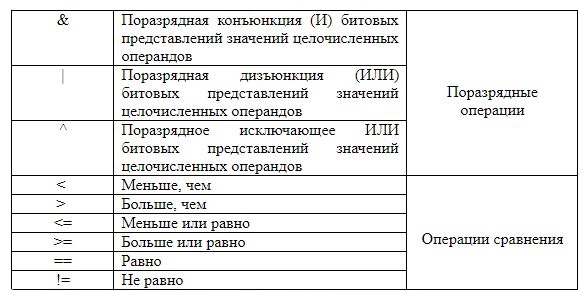 &
Поразрядная конъюнкция (И) битовых
представлений значений целочисленных
операндов
|
Поразрядная дизъюнкция (ИЛИ)
битовых представлений значений
целочисленных операндов
^
Поразрядное исключающее ИЛИ
битовых представлений значений
целочисленных операндов
Поразрядные
операции
< Меньше, чем
> Больше, чем
<= Меньше или равно
>= Больше или равно
== Равно
!= Не равно
Операции сравнения